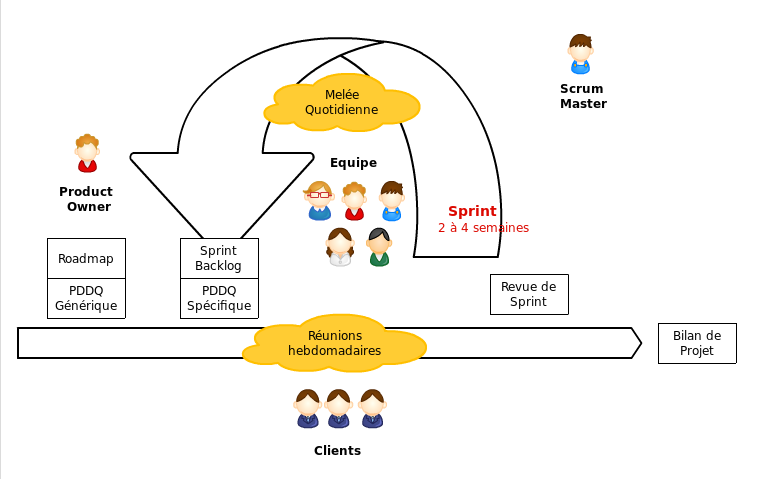 Melée
Quotidienne
Scrum
Master
Equipe
Product
Owner
Sprint
2 à 4 semaines
Roadmap
PDDQ
Générique
Sprint
Backlog
PDDQ
Spécifique
Revue de
Sprint
Réunions
hebdomadaires
Bilan de
Projet
Clients